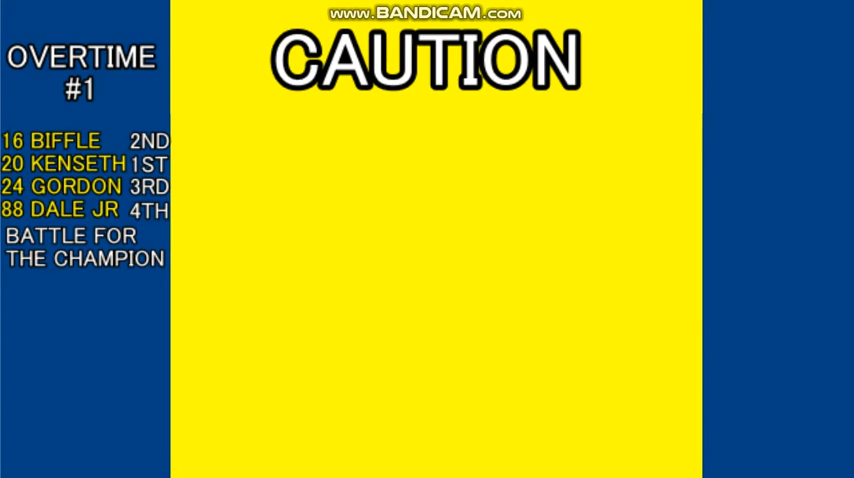 www.BANDICAM.com
CAUTION
OVERTIME
#1
16 BIFFLE 2ND
20 KENSETH 1ST
24 GORDON 3RD
88 DALE JR 4TH
BATTLE FOR
THE CHAMPION